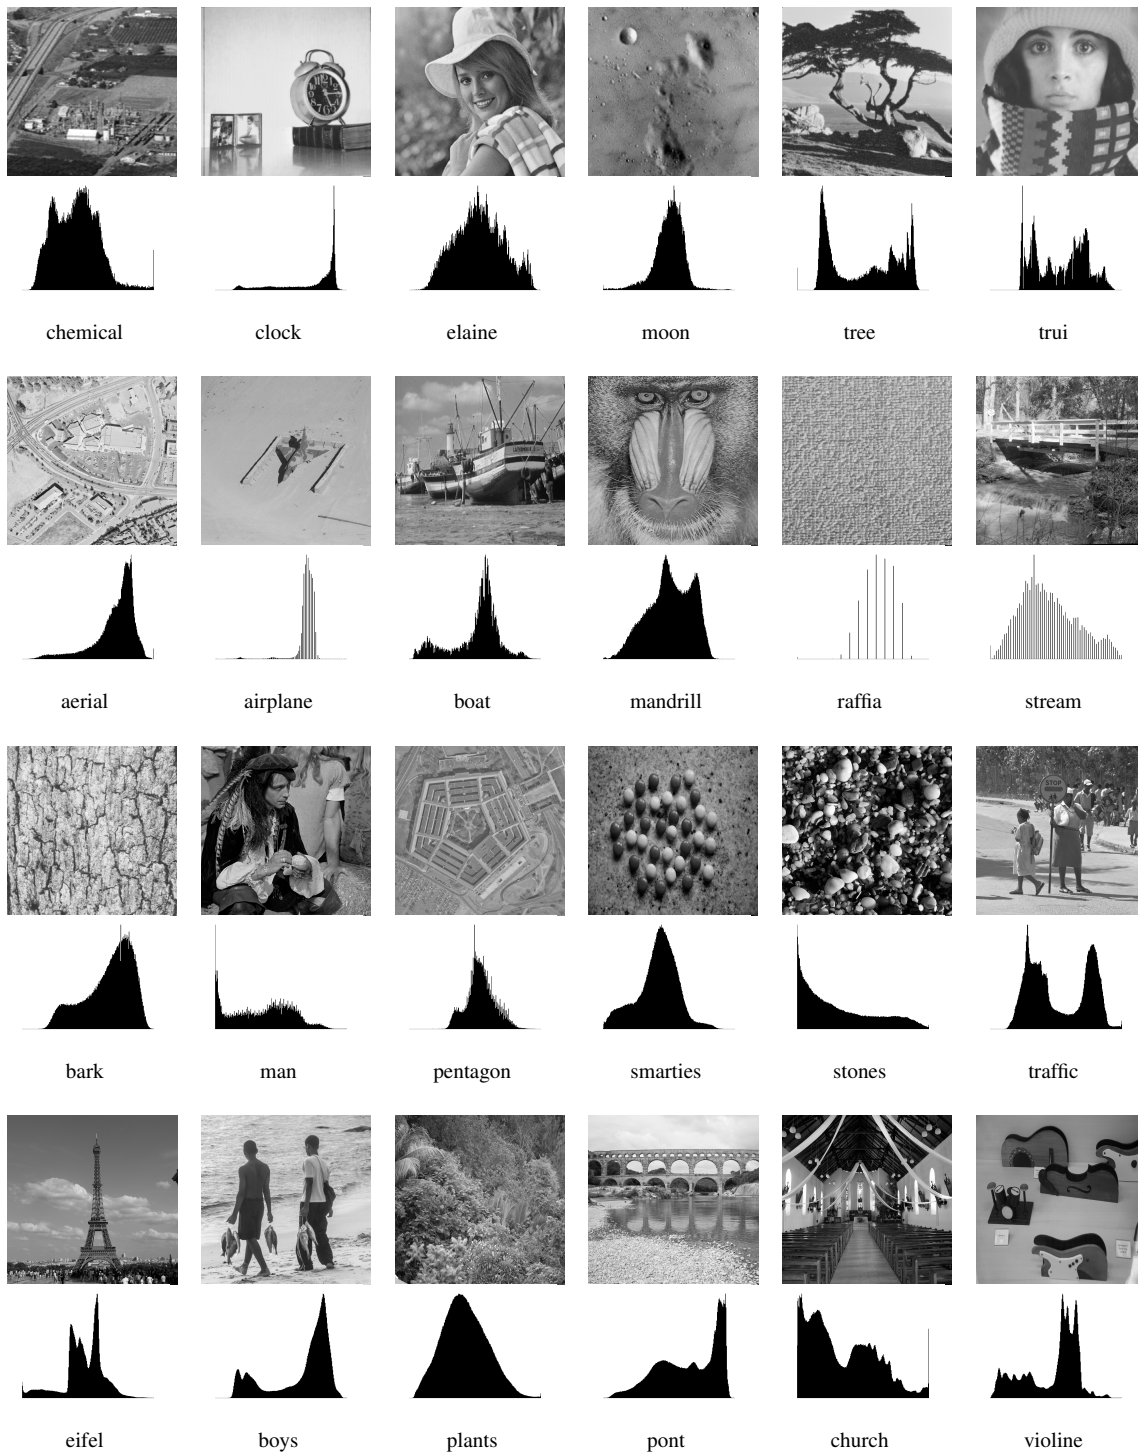 chemical clock elaine moon tree trui
aerial airplane boat mandrill raffia stream
STOP
bark man pentagon smarties stones traffic
eifel boys plants pont church violine